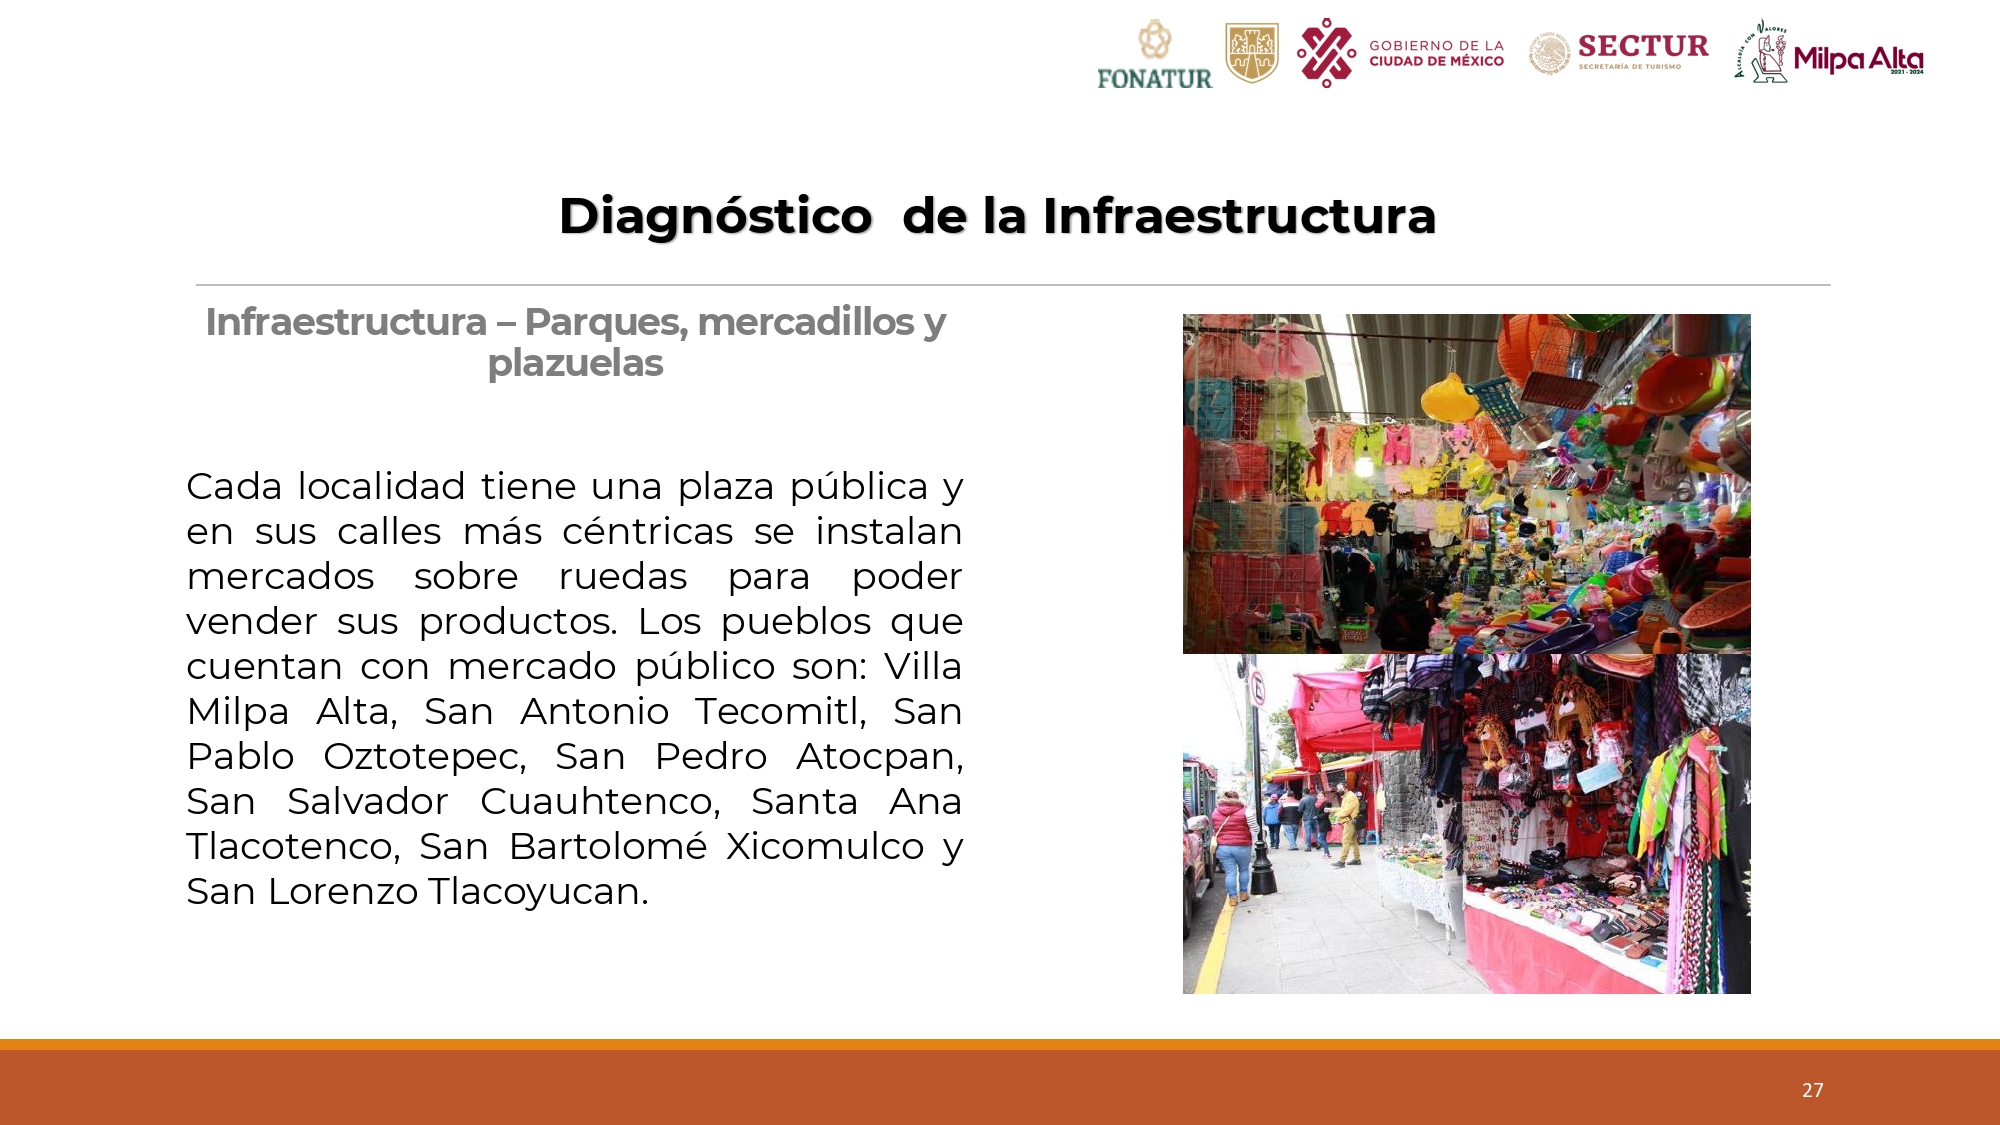 FONATUR
GOBIERNO DE LA
CIUDAD DE MÉXICO
SECTUR
SECRETARÍA DE TURISMO
ALCALDÍA CON VALORES
Milpa Alta
2021 - 2024
Diagnóstico de la Infraestructura
Infraestructura – Parques, mercadillos y
plazuelas
Cada localidad tiene una plaza pública y
en sus calles más céntricas se instalan
mercados sobre ruedas para poder
vender sus productos. Los pueblos que
cuentan con mercado público son: Villa
Milpa Alta, San Antonio Tecomitl, San
Pablo Oztotepec, San Pedro Atocpan,
San Salvador Cuauhtenco, Santa Ana
Tlacotenco, San Bartolomé Xicomulco y
San Lorenzo Tlacoyucan.
E
27